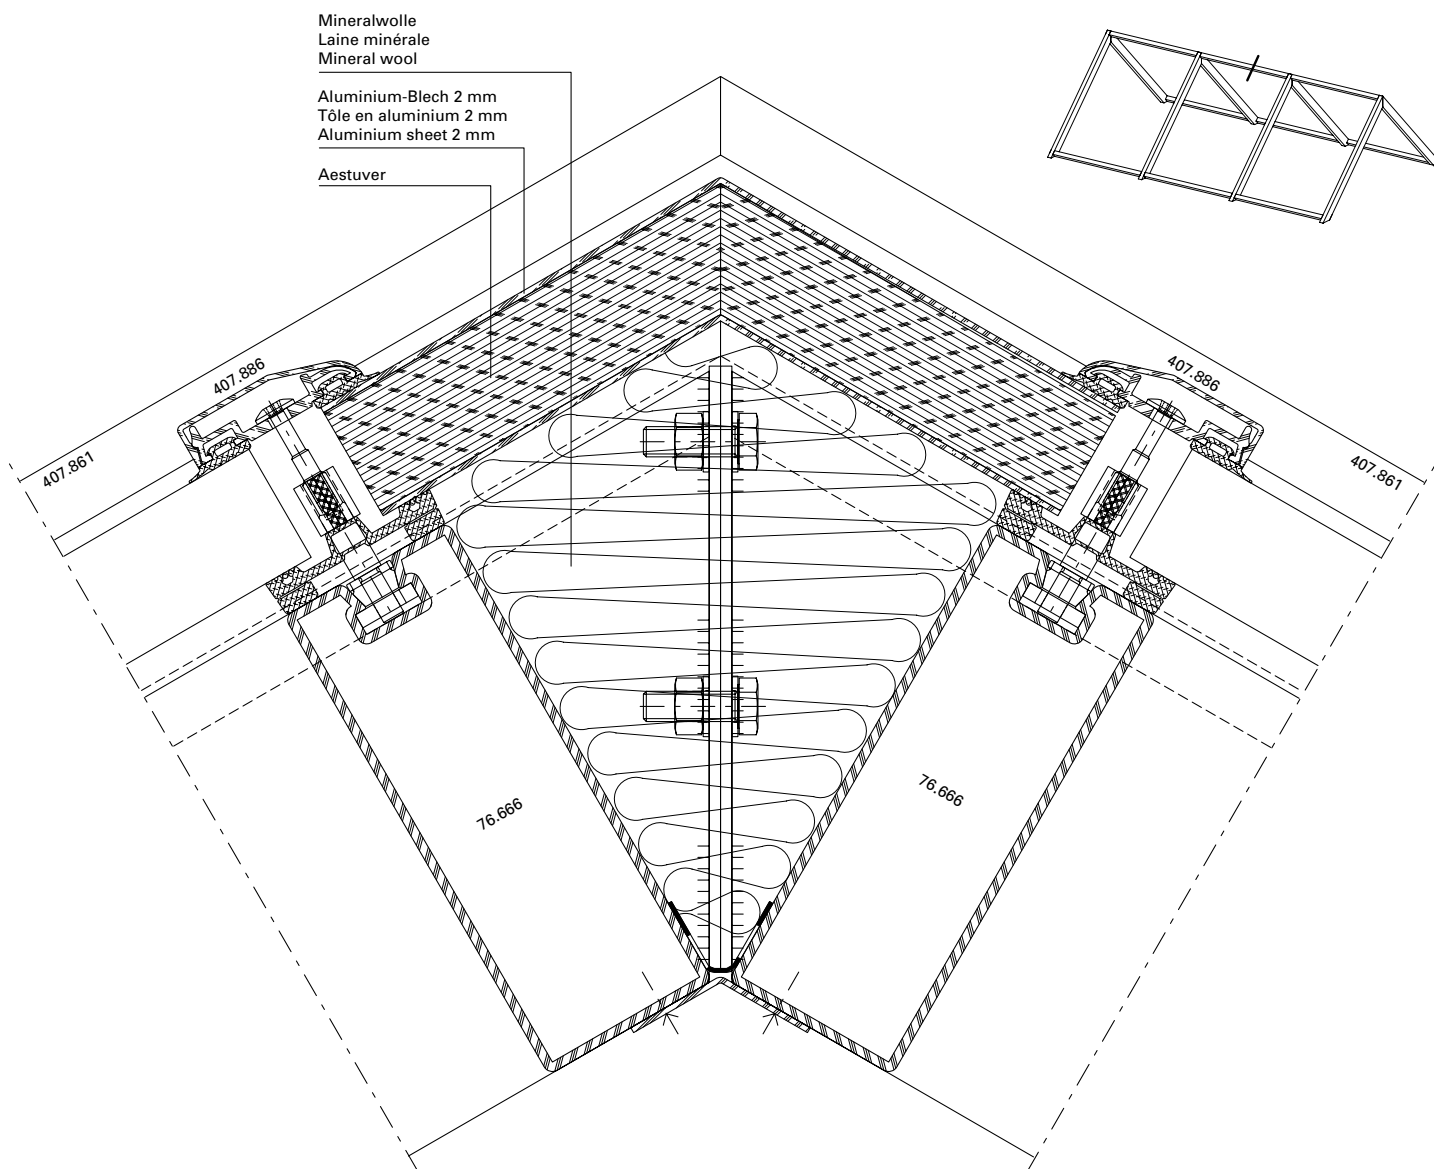 Mineralwolle
Laine minérale
Mineral wool
Aluminium-Blech 2 mm
Tôle en aluminium 2 mm
Aluminium sheet 2 mm
Aestuver
407.886
407.886
407.861
407.861
76.666
76.666